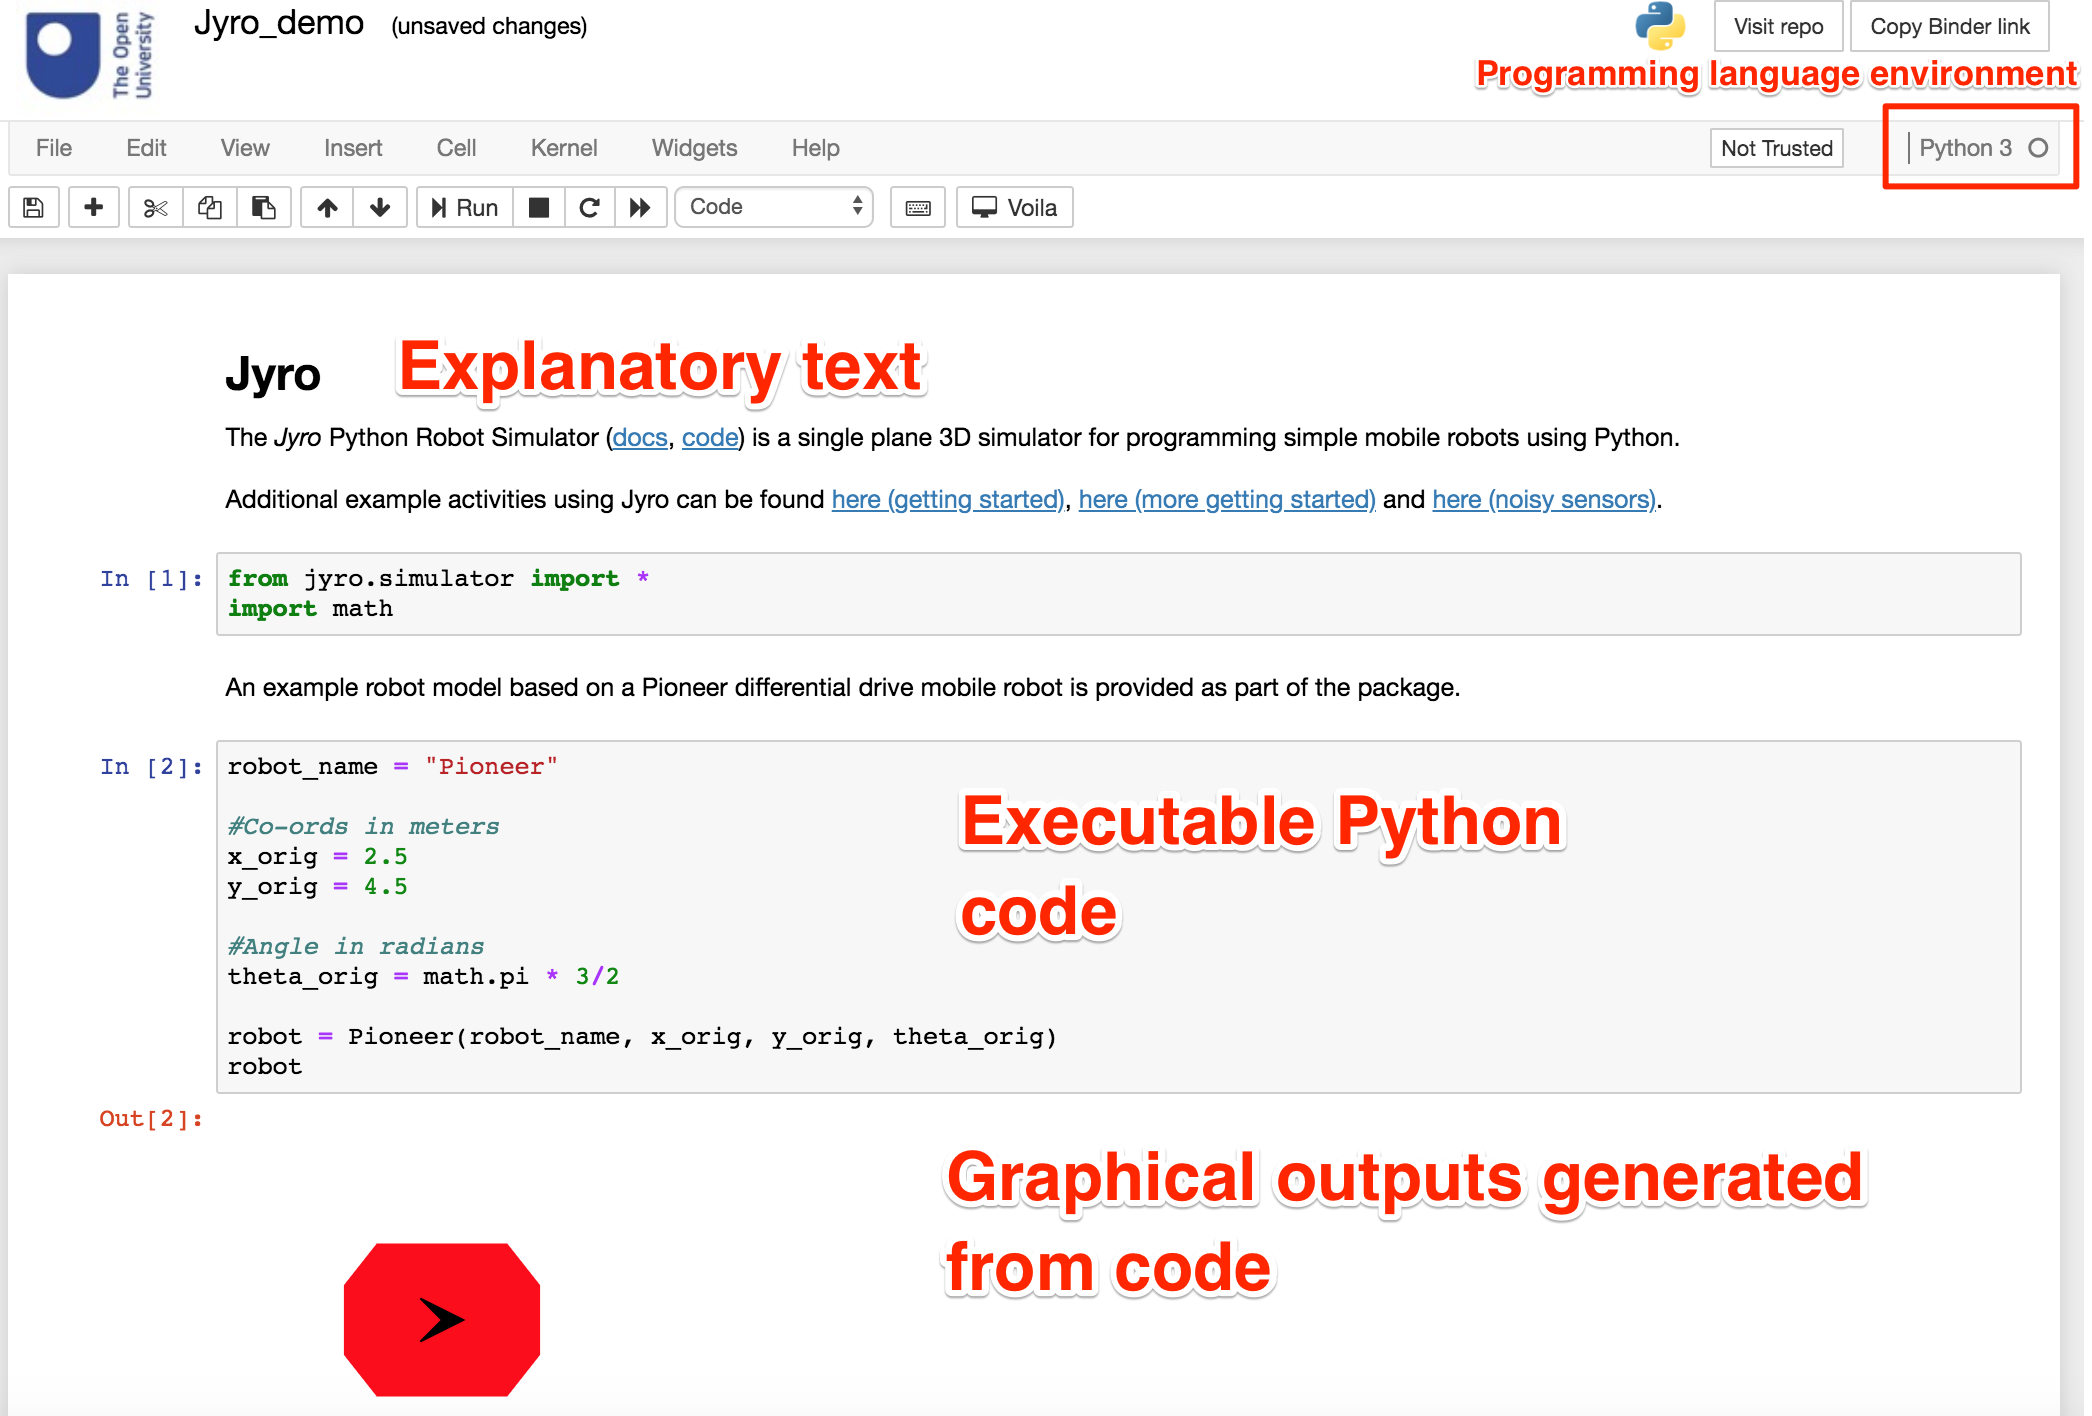 The Open
University
Jyro_demo (unsaved changes)
Visit repo
Copy Binder link
Programming language environment
File Edit View Insert Cell Kernel Widgets Help
Not Trusted
Python 3
Run
Code
Voila
Jyro
Explanatory text
The Jyro Python Robot Simulator (docs, code) is a single plane 3D simulator for programming simple mobile robots using Python.
Additional example activities using Jyro can be found here (getting started), here (more getting started) and here (noisy sensors).
In [1]:
from jyro.simulator import *
import math
An example robot model based on a Pioneer differential drive mobile robot is provided as part of the package.
In [2]:
robot_name = "Pioneer"
#Co-ords in meters
x_orig = 2.5
y_orig = 4.5
#Angle in radians
theta_orig = math.pi * 3/2
robot = Pioneer(robot_name, x_orig, y_orig, theta_orig)
robot
Executable Python
code
Out[2]:
Graphical outputs generated
from code